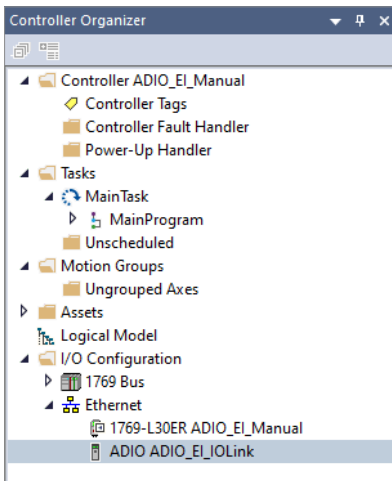 Controller Organizer
Controller ADIO_EI_Manual
Controller Tags
Controller Fault Handler
Power-Up Handler
Tasks
MainTask
MainProgram
Unscheduled
Motion Groups
Ungrouped Axes
Assets
Logical Model
I/O Configuration
1769 Bus
Ethernet
1769-L30ER ADIO_EI_Manual
ADIO ADIO_EI_IOLink